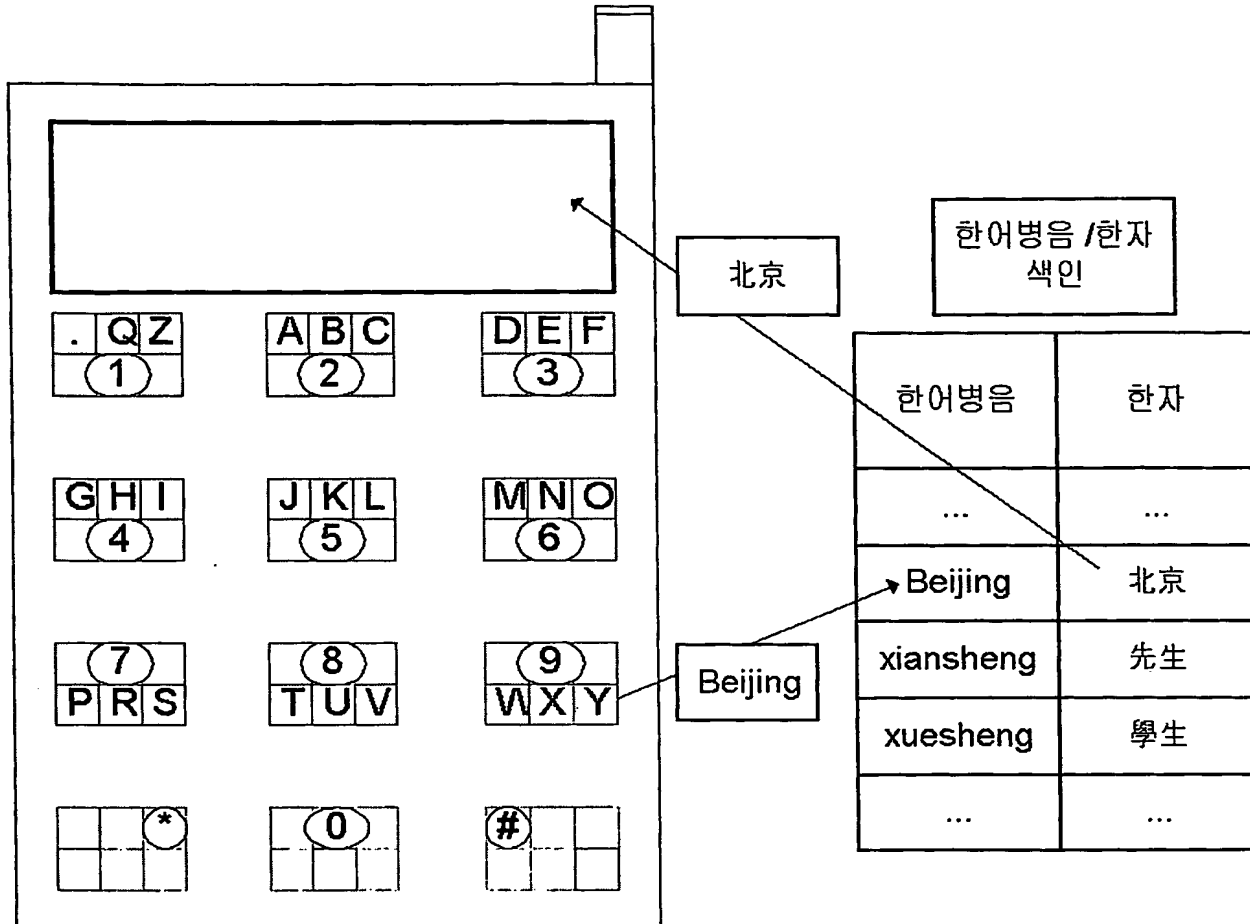 . Q Z
1
A B C
2
D E F
3
G H I
4
J K L
5
M N O
6
7
P R S
8
T U V
9
W X Y
*
0
#
北京
Beijing
한어병음 /한자
색인
한어병음 한자
... ...
Beijing 北京
xiansheng 先生
xuesheng 學生
... ...